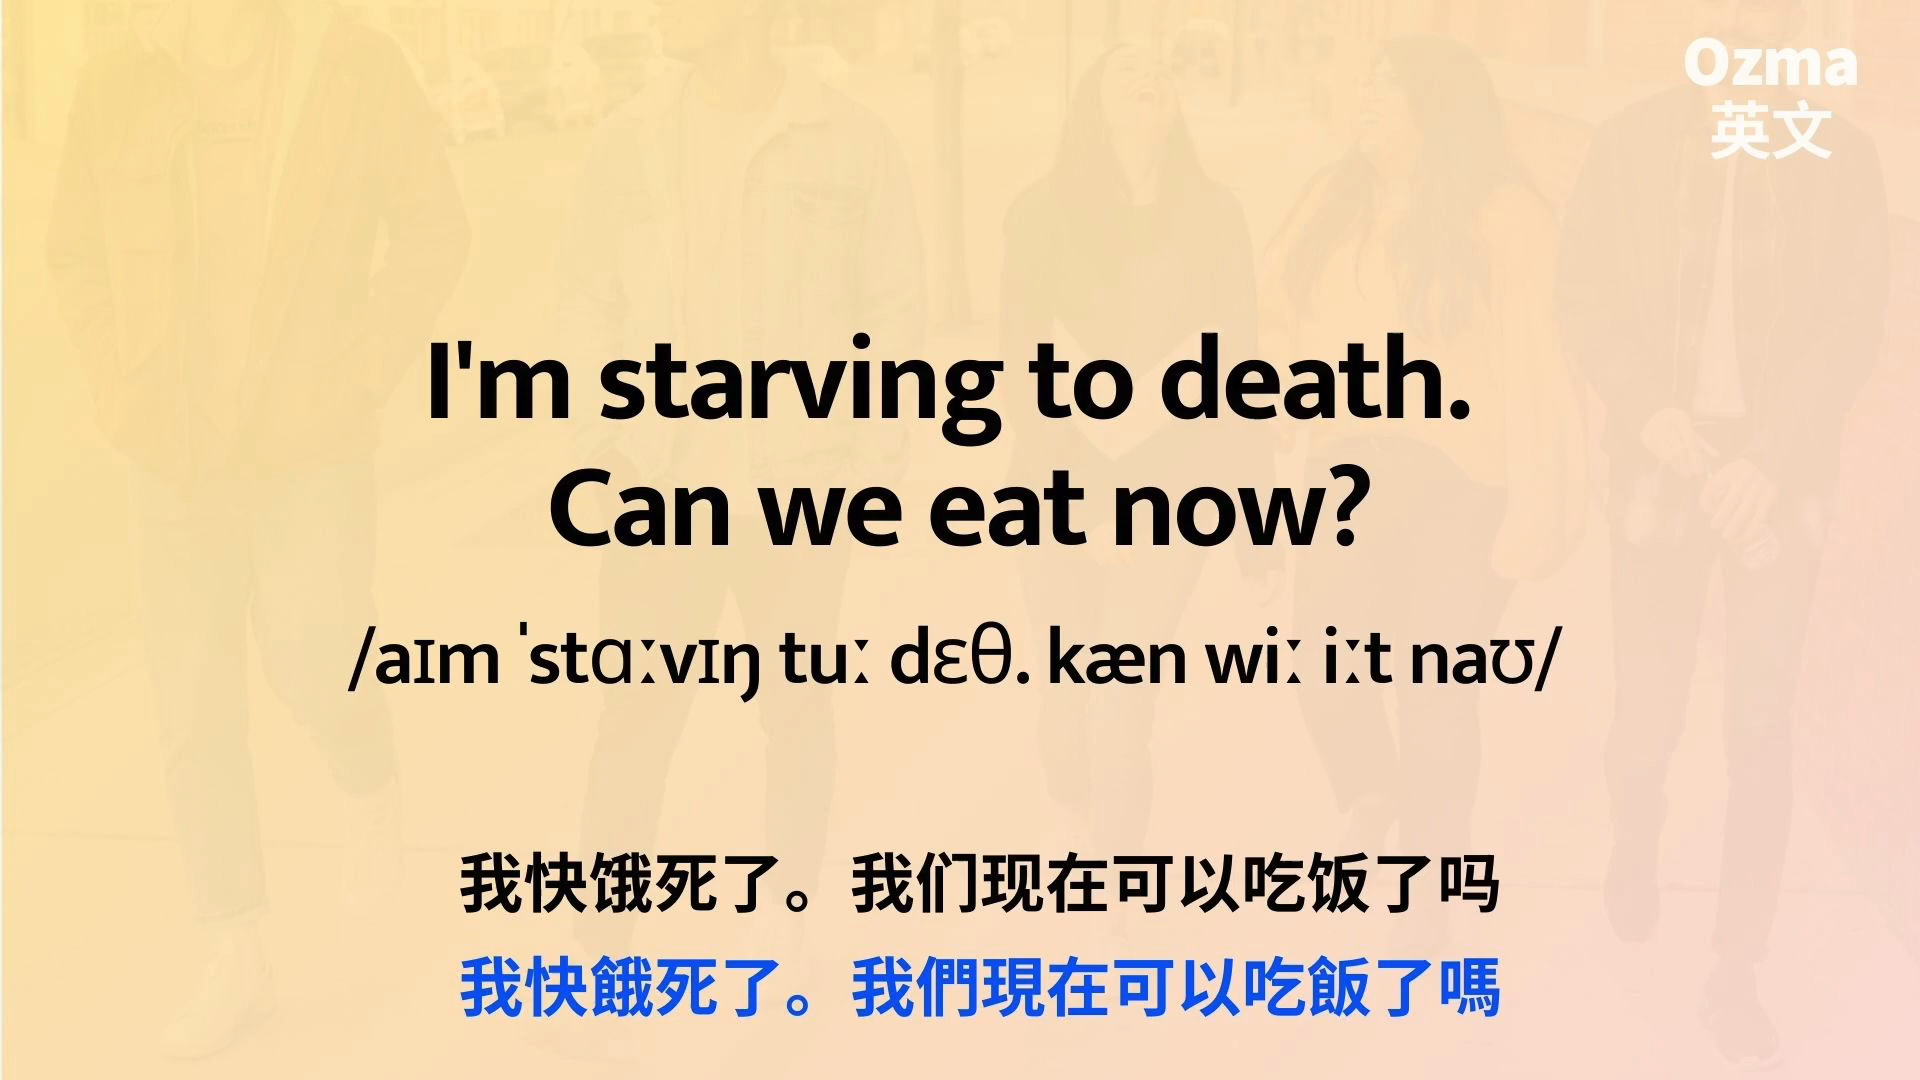 Ozma
英文
I'm starving to death.
Can we eat now?
/aɪm ˈstɑːvɪŋ tuː dɛθ. kæn wiː iːt naʊ/
我快饿死了。我们现在可以吃饭了吗
我快餓死了。我們現在可以吃飯了嗎